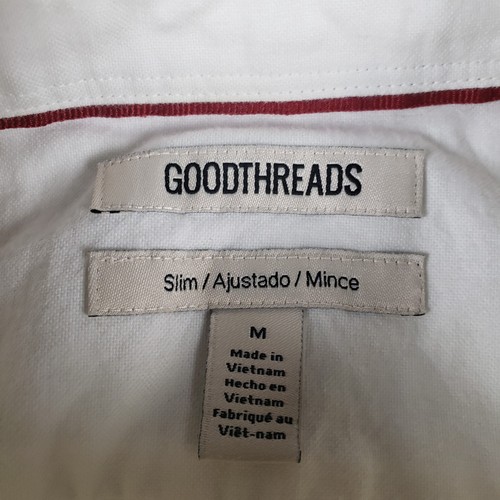 GOODTHREADS
Slim / Ajustado / Mince
M
Made in
Vietnam
Hecho en
Vietnam
Fabriqué au
Viêt-nam